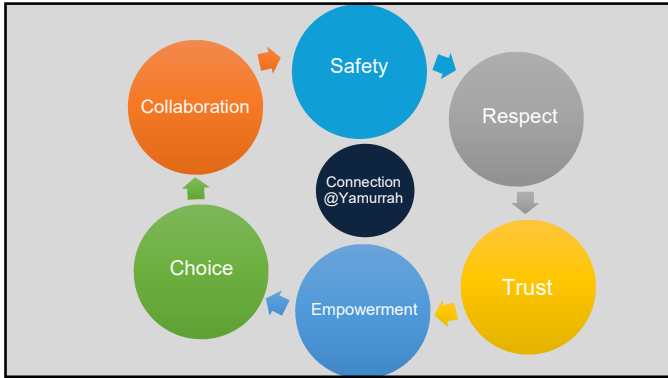 Safety
Respect
Trust
Empowerment
Choice
Collaboration
Connection
@Yamurrah